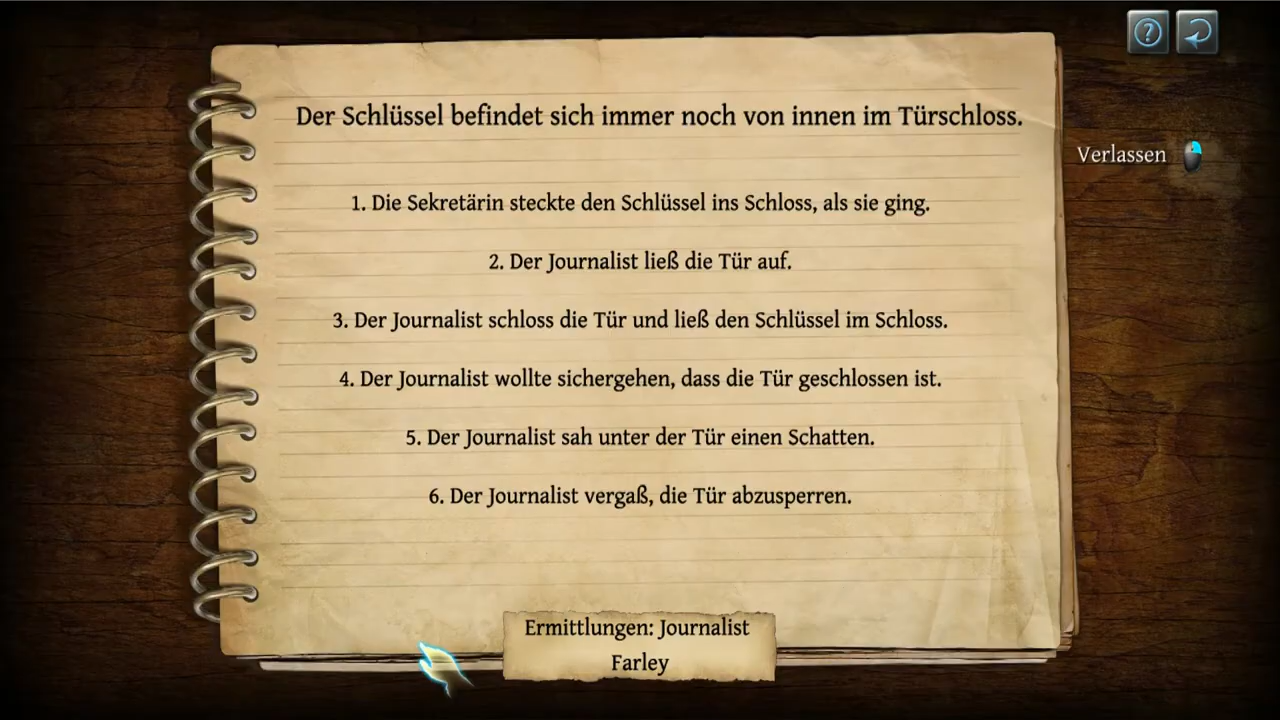 Der Schlüssel befindet sich immer noch von innen im Türschloss.
Verlassen
1. Die Sekretärin steckte den Schlüssel ins Schloss, als sie ging.
2. Der Journalist ließ die Tür auf.
3. Der Journalist schloss die Tür und ließ den Schlüssel im Schloss.
4. Der Journalist wollte sichergehen, dass die Tür geschlossen ist.
5. Der Journalist sah unter der Tür einen Schatten.
6. Der Journalist vergaß, die Tür abzusperren.
Ermittlungen: Journalist
Farley